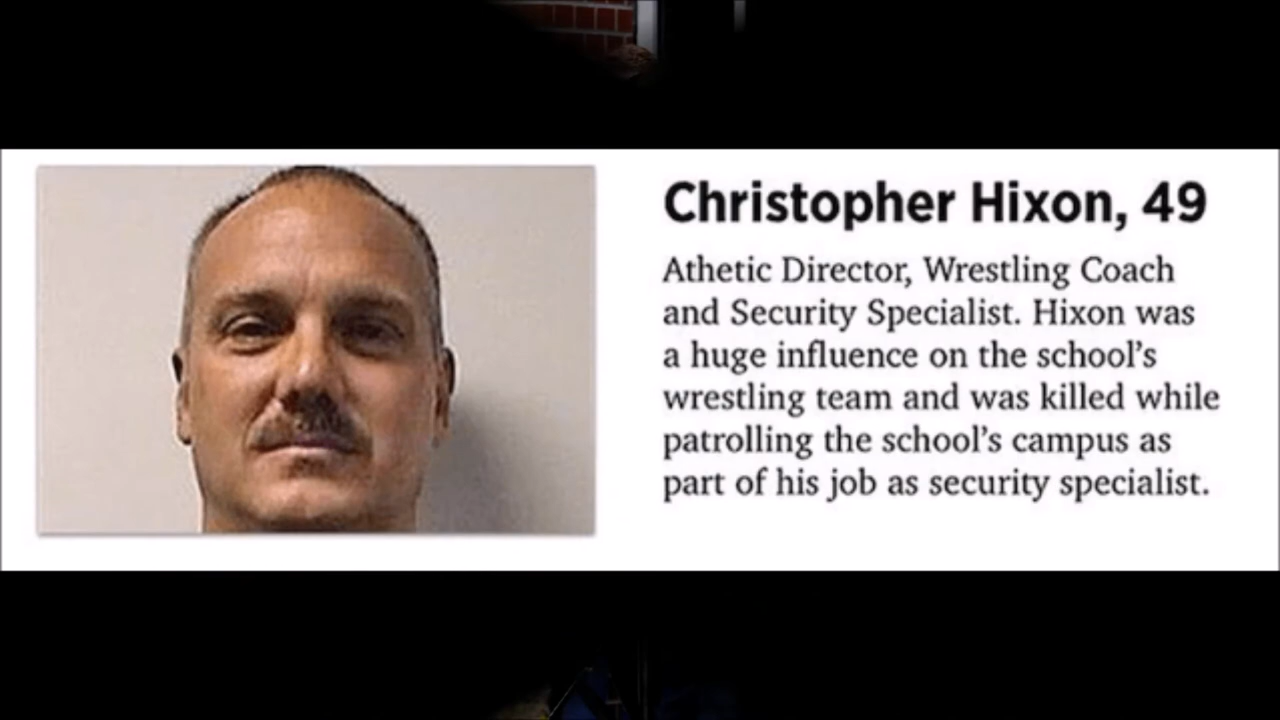 Christopher Hixon, 49
Athetic Director, Wrestling Coach
and Security Specialist. Hixon was
a huge influence on the school’s
wrestling team and was killed while
patrolling the school’s campus as
part of his job as security specialist.